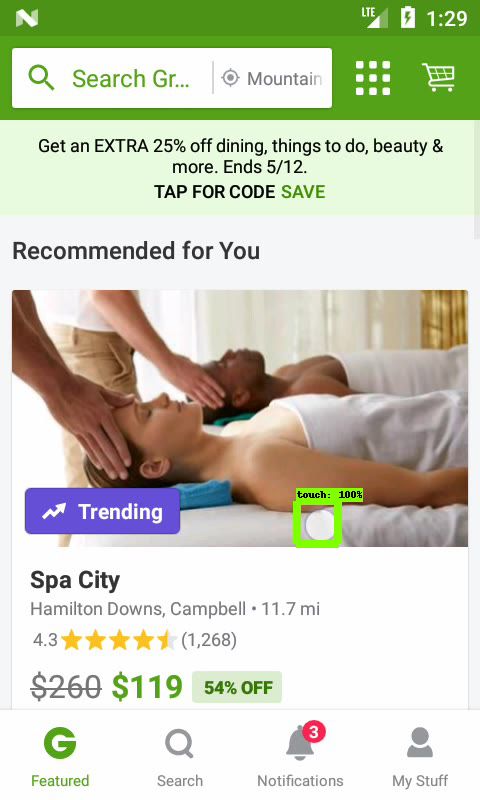 LTE 1:29
Search Gr... Mountain
Get an EXTRA 25% off dining, things to do, beauty &
more. Ends 5/12.
TAP FOR CODE SAVE
Recommended for You
touch: 100%
Trending
Spa City
Hamilton Downs, Campbell • 11.7 mi
4.3 (1,268)
$260 $119 54% OFF
3
Featured Search Notifications My Stuff